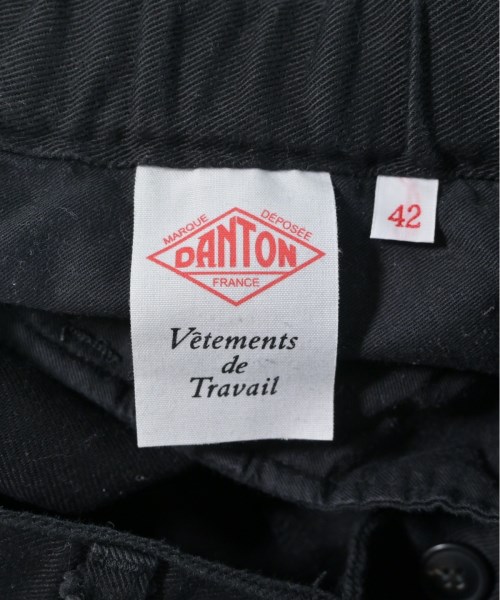 MARQUE DÉPOSÉE
DANTON
FRANCE
Vêtements
de
Travail
42